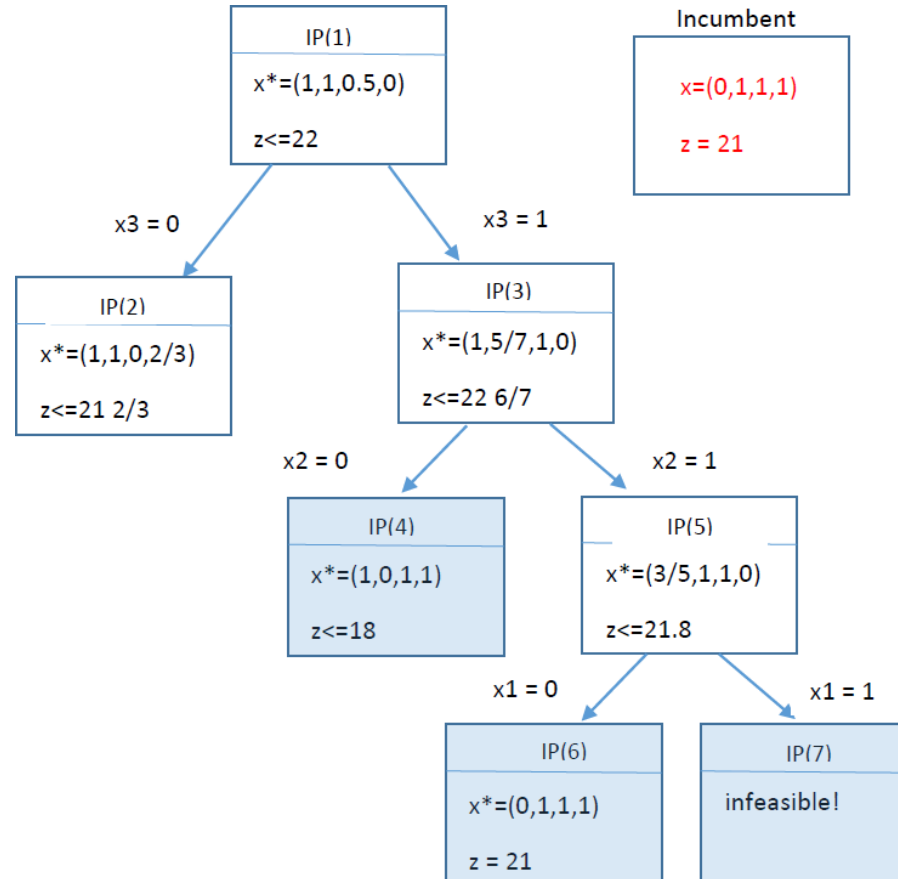 Incumbent
IP(1)
x*=(1,1,0.5,0)
z<=22
x=(0,1,1,1)
z = 21
x3 = 0
x3 = 1
IP(2)
x*=(1,1,0,2/3)
z<=21 2/3
IP(3)
x*=(1,5/7,1,0)
z<=22 6/7
x2 = 0
x2 = 1
IP(4)
x*=(1,0,1,1)
z<=18
IP(5)
x*=(3/5,1,1,0)
z<=21.8
x1 = 0
x1 = 1
IP(6)
x*=(0,1,1,1)
z = 21
IP(7)
infeasible!